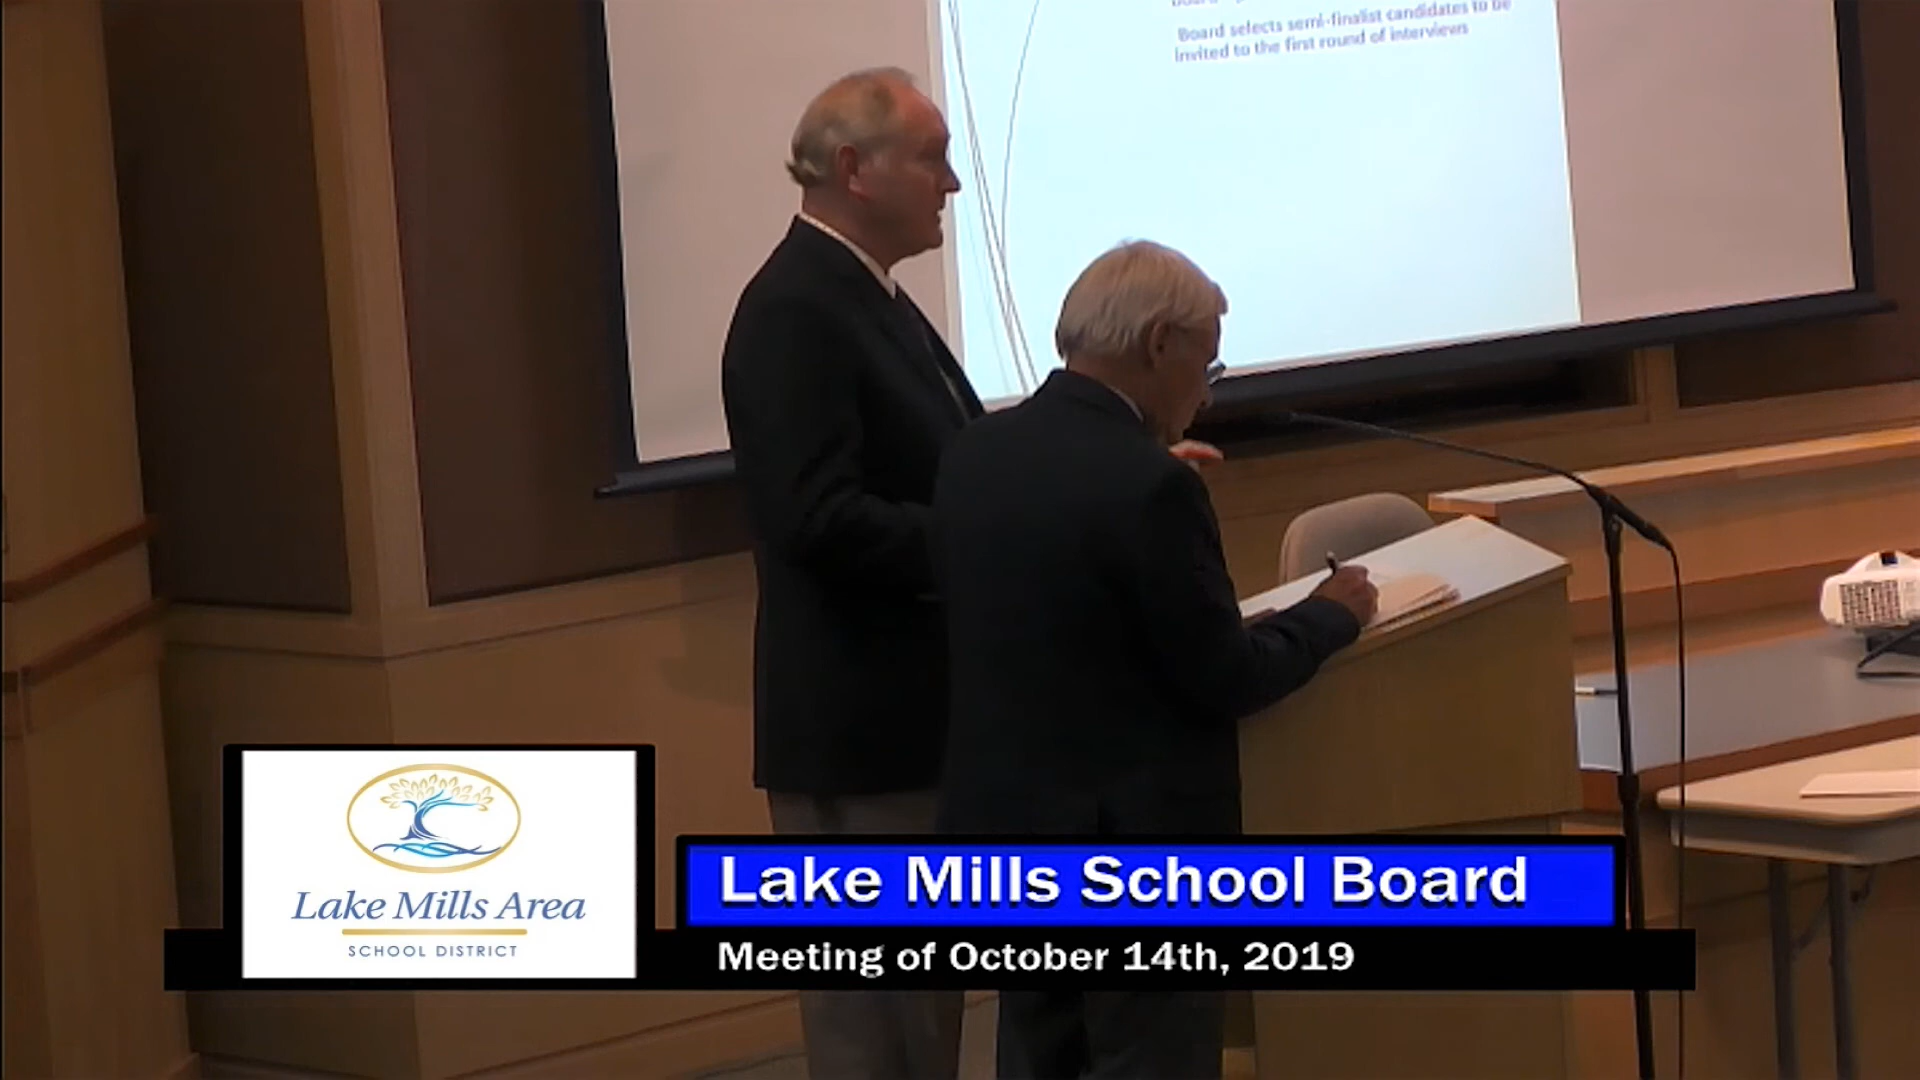 Board selects semi-finalist candidates to be
invited to the first round of interviews
Lake Mills School Board
Meeting of October 14th, 2019
Lake Mills Area
SCHOOL DISTRICT